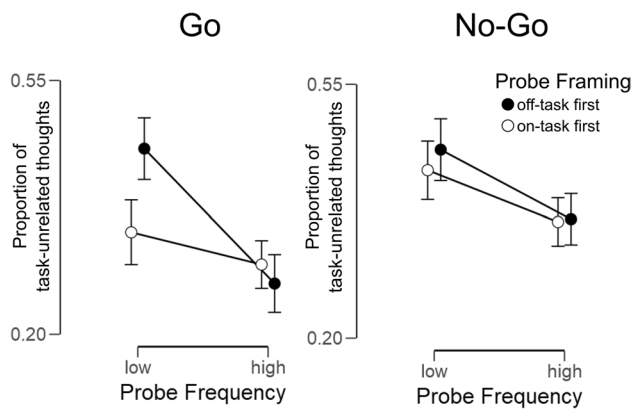 Go
0.55
0.20
Proportion of
task-unrelated thoughts
low
high
Probe Frequency
No-Go
Probe Framing
off-task first
on-task first
0.55
0.20
Proportion of
task-unrelated thoughts
low
high
Probe Frequency